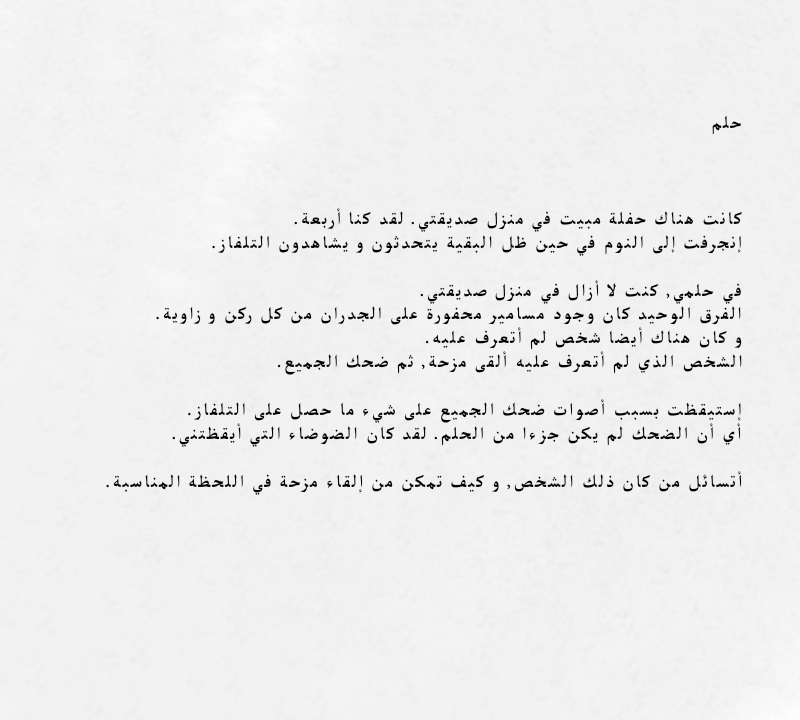 حلم
كانت هناك حفلة مبيت في منزل صديقتي. لقد كنا أربعة.
إنجرفت إلى النوم في حين ظل البقية يتحدثون و يشاهدون التلفاز.
في حلمي, كنت لا أزال في منزل صديقتي.
الفرق الوحيد كان وجود مسامير محفورة على الجدران من كل ركن و زاوية.
و كان هناك أيضا شخص لم أتعرف عليه.
الشخص الذي لم أتعرف عليه ألقى مزحة, ثم ضحك الجميع.
إستيقظت بسبب أصوات ضحك الجميع على شيء ما حصل على التلفاز.
أي أن الضحك لم يكن جزءا من الحلم. لقد كان الضوضاء التي أيقظتني.
أتسائل من كان ذلك الشخص, و كيف تمكن من إلقاء مزحة في اللحظة المناسبة.